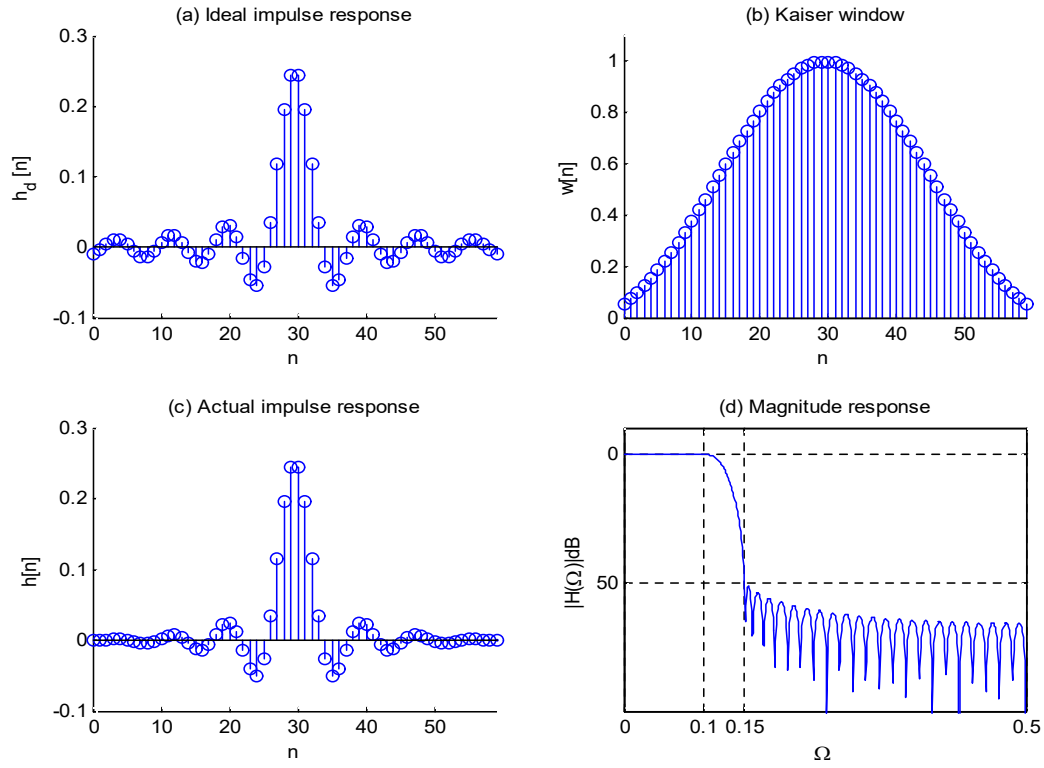 (a) Ideal impulse response
0.3
0.2
0.1
0
-0.1
h_d [n]
0 10 20 30 40 50
n
(b) Kaiser window
1
0.8
0.6
0.4
0.2
0
w[n]
0 10 20 30 40 50
n
(c) Actual impulse response
0.3
0.2
0.1
0
-0.1
h[n]
0 10 20 30 40 50
n
(d) Magnitude response
0
50
|H(Ω)|dB
0 0.1 0.15 0.5
Ω